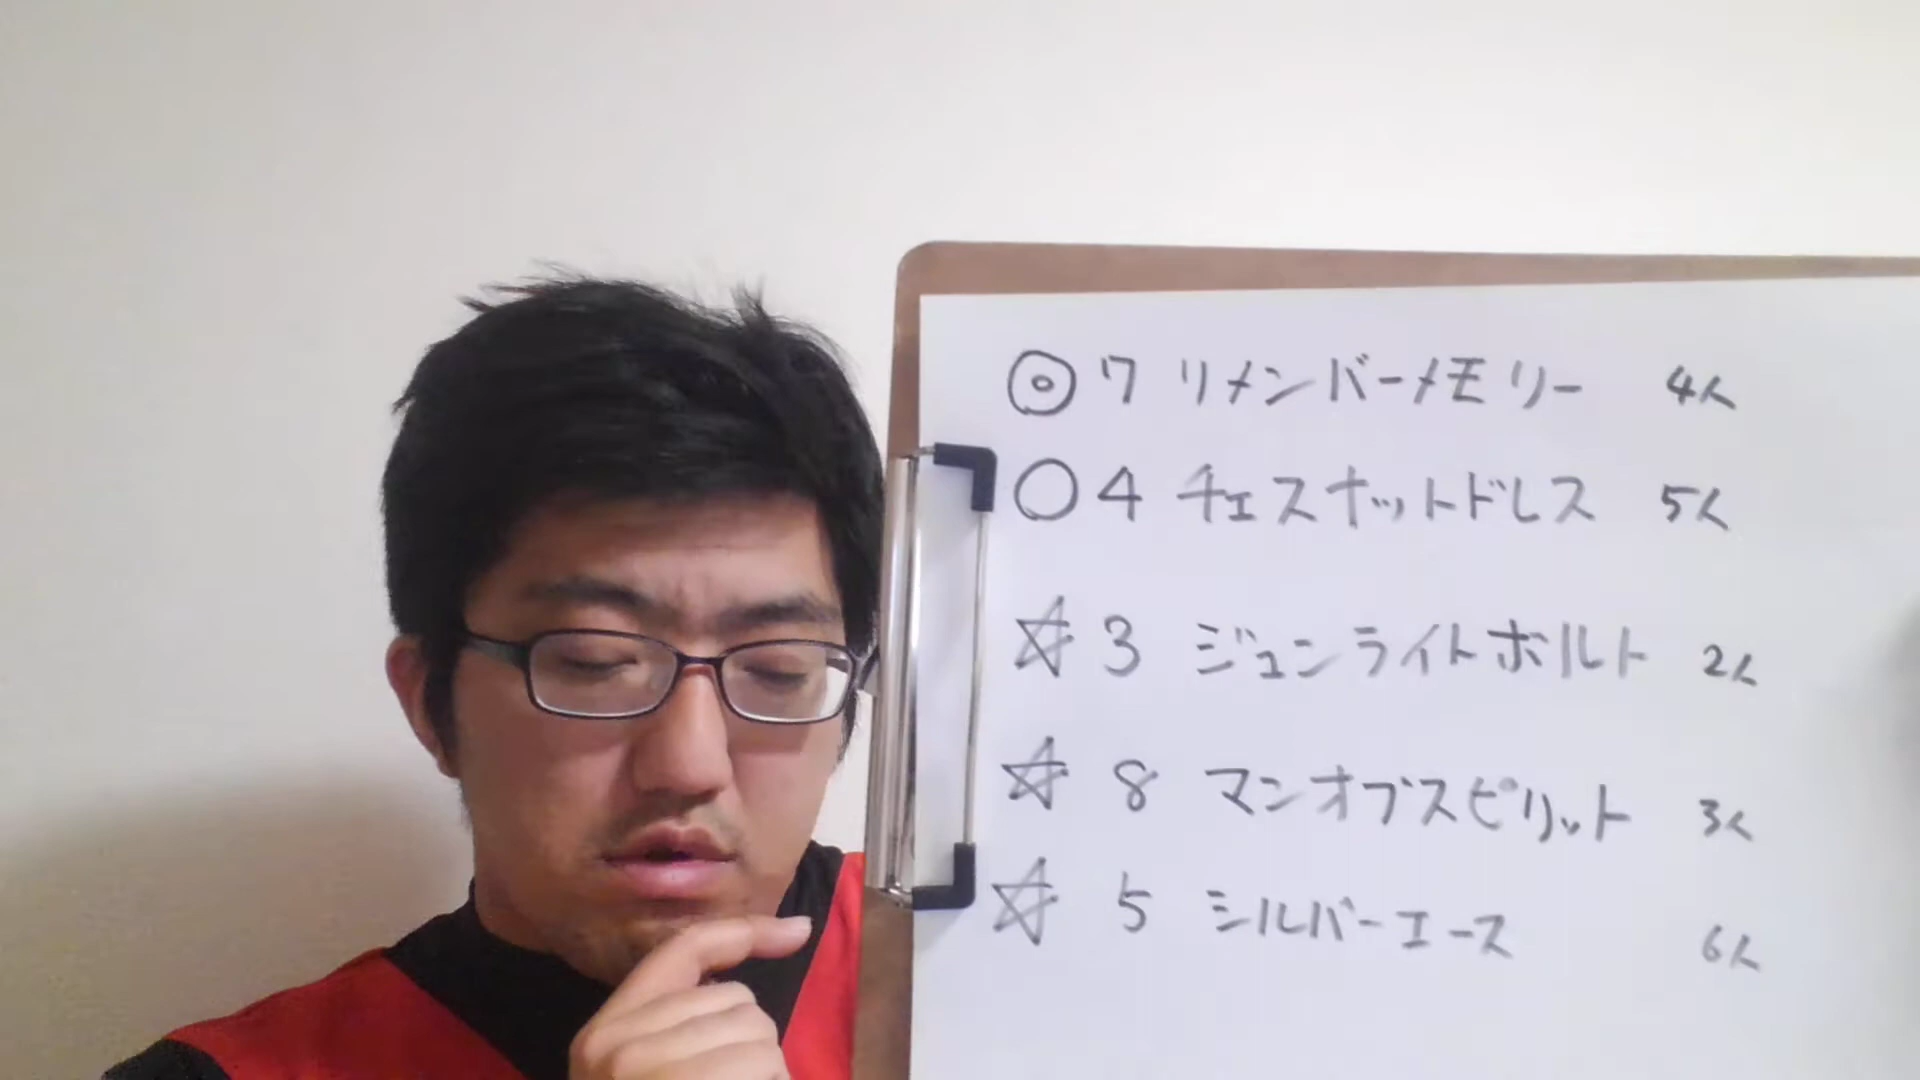 ◎ 7 リメンバーメモリー 4人
○ 4 チェスナットドレス 5人
☆ 3 ジュンライトボルト 2人
☆ 8 マンオブスピリット 3人
☆ 5 シルバーエース 6人